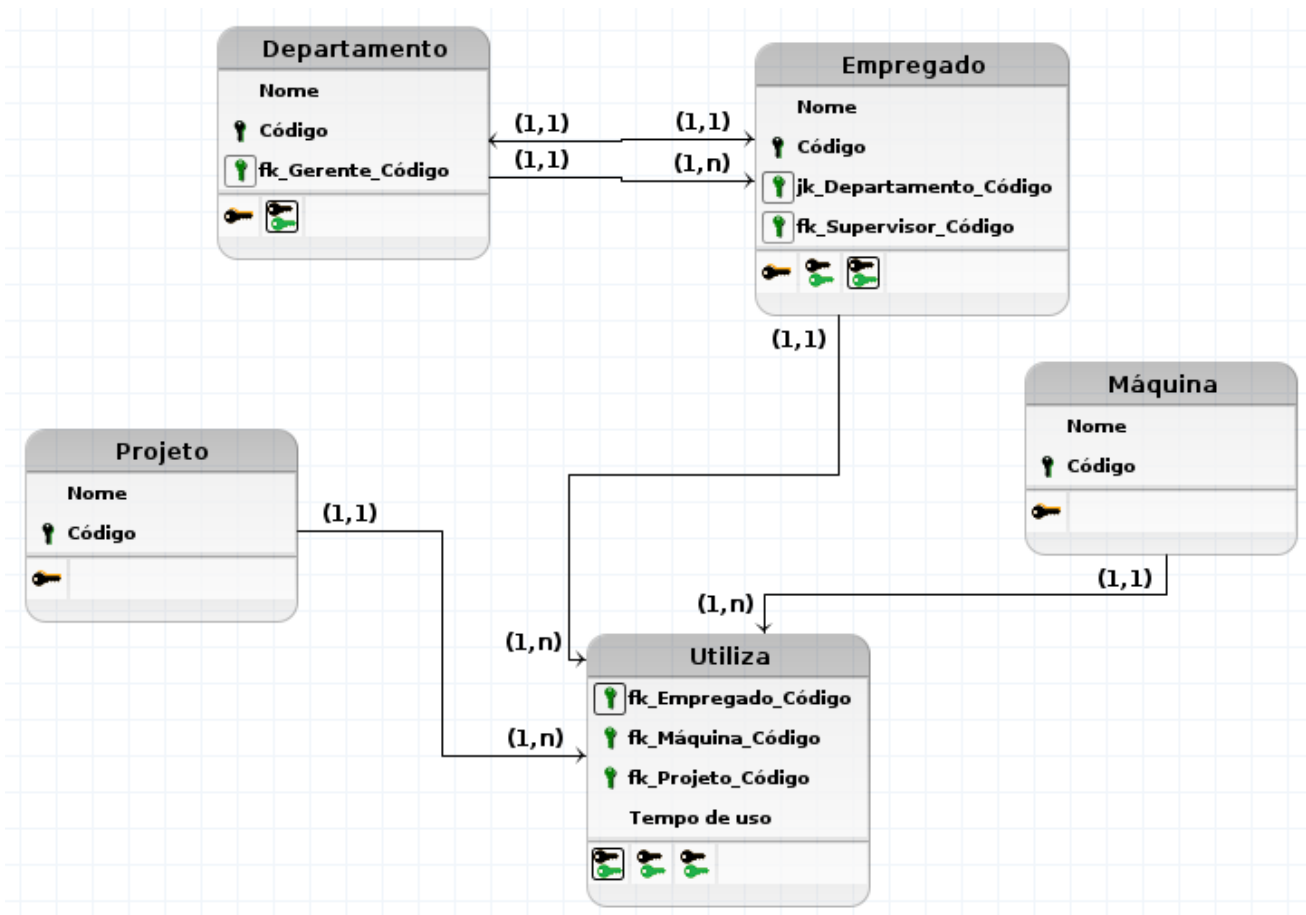 Departamento
Nome
Código
fk_Gerente_Código
(1,1)
(1,1)
(1,1)
(1,n)
Empregado
Nome
Código
jk_Departamento_Código
fk_Supervisor_Código
(1,1)
Máquina
Nome
Código
(1,1)
(1,n)
Projeto
Nome
Código
(1,1)
(1,n)
(1,n)
Utiliza
fk_Empregado_Código
fk_Máquina_Código
fk_Projeto_Código
Tempo de uso